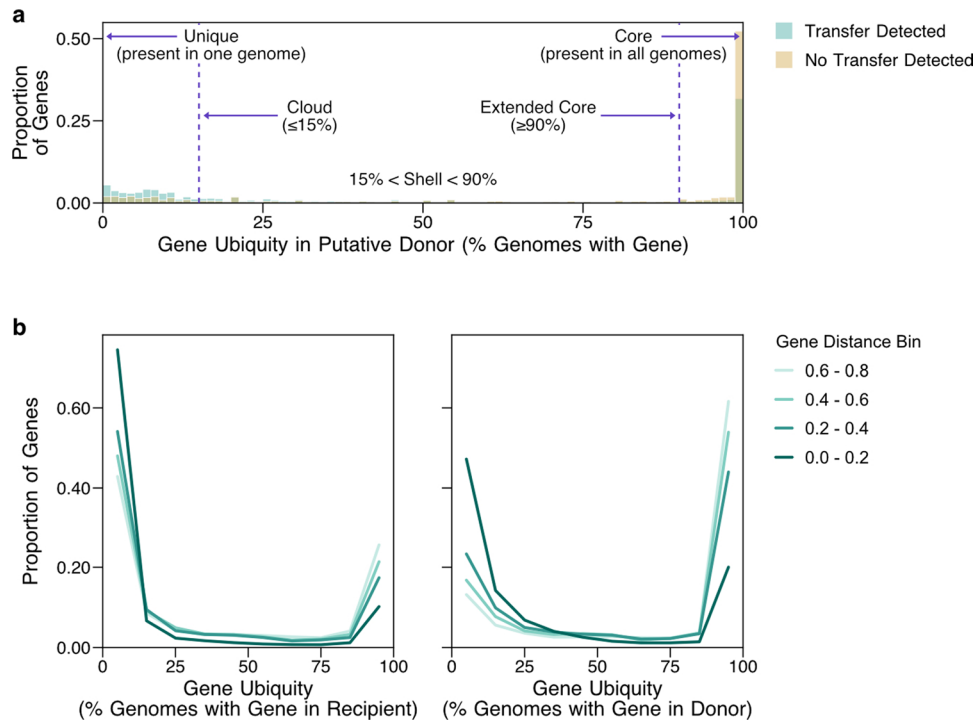 a
0.50
0.25
0.00
Proportion
of Genes
Unique
(present in one genome)
Core
(present in all genomes)
Cloud
(≤15%)
Extended Core
(≥90%)
15% < Shell < 90%
0
25
50
75
100
Gene Ubiquity in Putative Donor (% Genomes with Gene)
Transfer Detected
No Transfer Detected
b
0.60
0.40
0.20
0.00
Proportion of Genes
0
25
50
75
100
Gene Ubiquity
(% Genomes with Gene in Recipient)
0
25
50
75
100
Gene Ubiquity
(% Genomes with Gene in Donor)
Gene Distance Bin
0.6 - 0.8
0.4 - 0.6
0.2 - 0.4
0.0 - 0.2